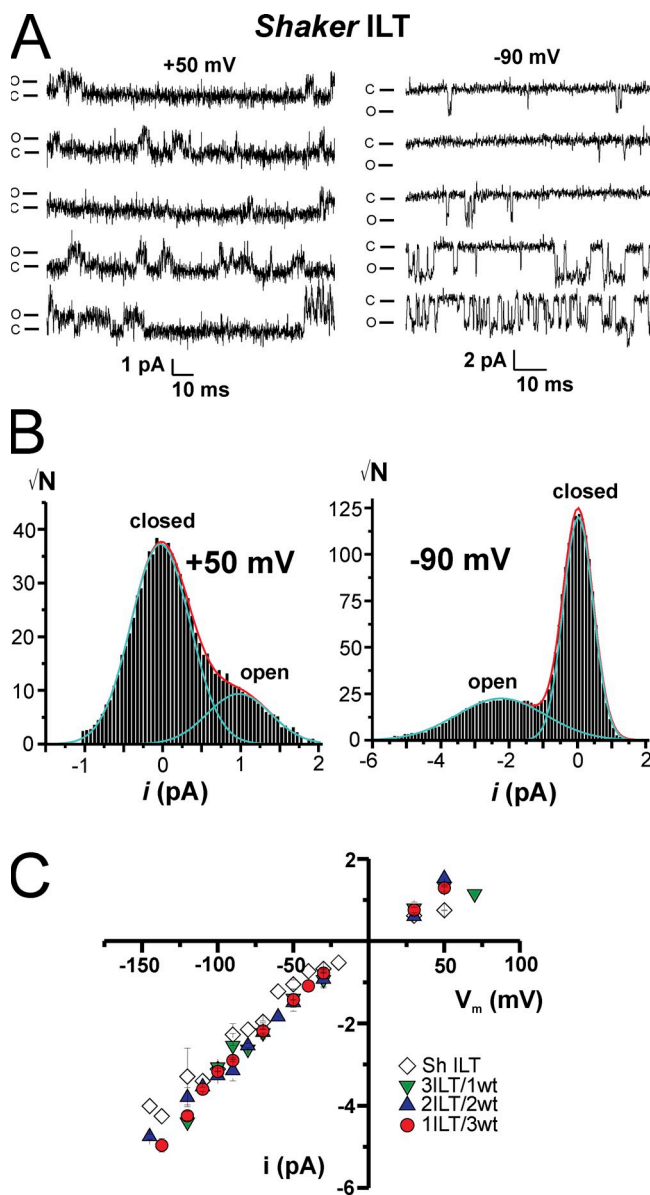 A
Shaker ILT
+50 mV
-90 mV
O
C
O
C
O
C
O
C
O
C
C
O
C
O
C
O
C
O
C
O
1 pA
10 ms
2 pA
10 ms
B
√N
closed
+50 mV
open
40
30
20
10
0
-1 0 1 2
i (pA)
√N
closed
-90 mV
open
125
100
75
50
25
0
-6 -4 -2 0 2
i (pA)
C
2
-150 -100 -50 50 100
Vm (mV)
-2
-4
-6
i (pA)
Sh ILT
3ILT/1wt
2ILT/2wt
1ILT/3wt